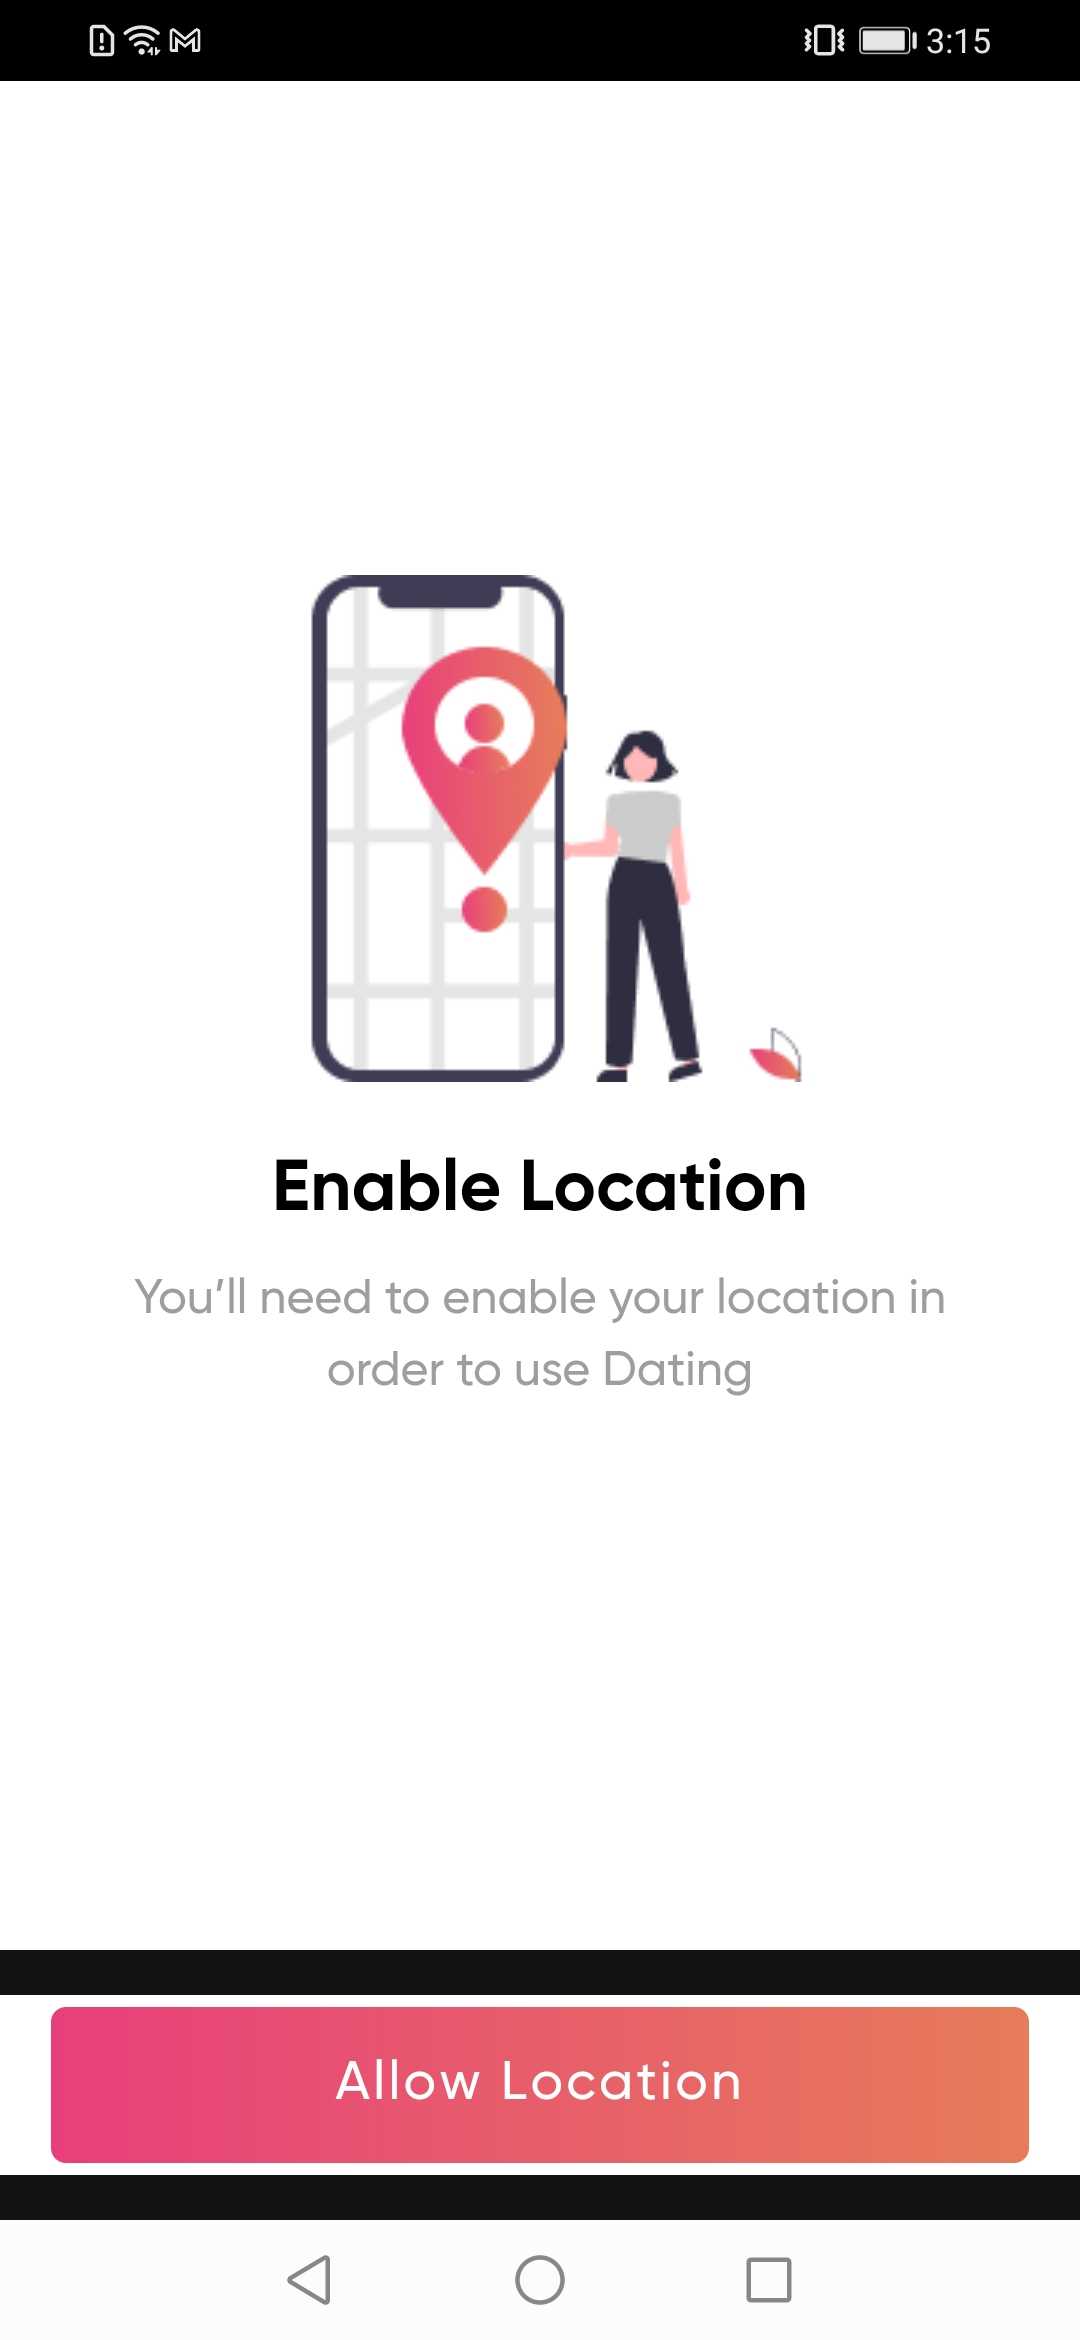 3:15
Enable Location
You’ll need to enable your location in
order to use Dating
Allow Location